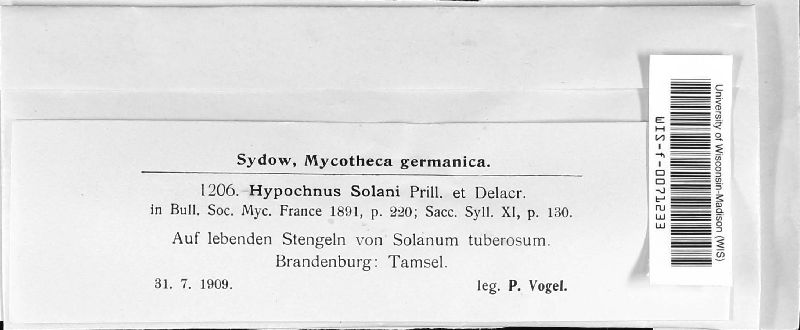 Sydow, Mycotheca germanica.
1206. Hypochnus Solani Prill. et Delacr.
in Bull. Soc. Myc. France 1891, p. 220; Sacc. Syll. XI, p. 130.
Auf lebenden Stengeln von Solanum tuberosum.
Brandenburg: Tamsel.
31. 7. 1909. leg. P. Vogel.
University of Wisconsin-Madison (WIS)
WIS-f-0071233